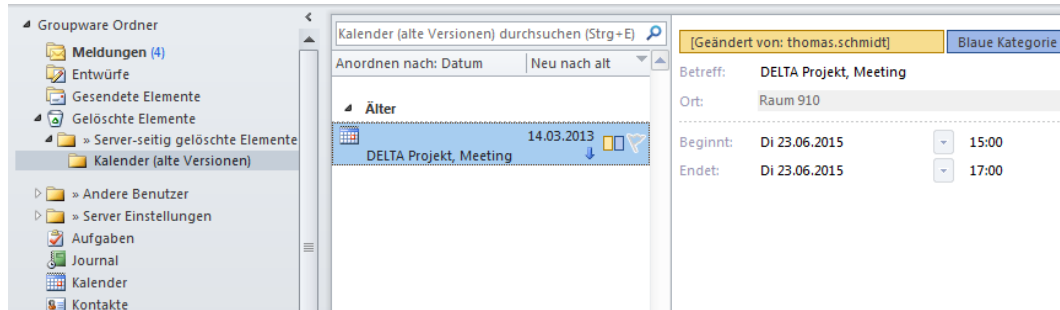 Groupware Ordner
Meldungen (4)
Entwürfe
Gesendete Elemente
Gelöschte Elemente
» Server-seitig gelöschte Elemente
Kalender (alte Versionen)
» Andere Benutzer
» Server Einstellungen
Aufgaben
Journal
Kalender
Kontakte
Kalender (alte Versionen) durchsuchen (Strg+E)
Anordnen nach: Datum Neu nach alt
Älter
14.03.2013
DELTA Projekt, Meeting
[Geändert von: thomas.schmidt] Blaue Kategorie
Betreff: DELTA Projekt, Meeting
Ort: Raum 910
Beginnt: Di 23.06.2015 15:00
Endet: Di 23.06.2015 17:00